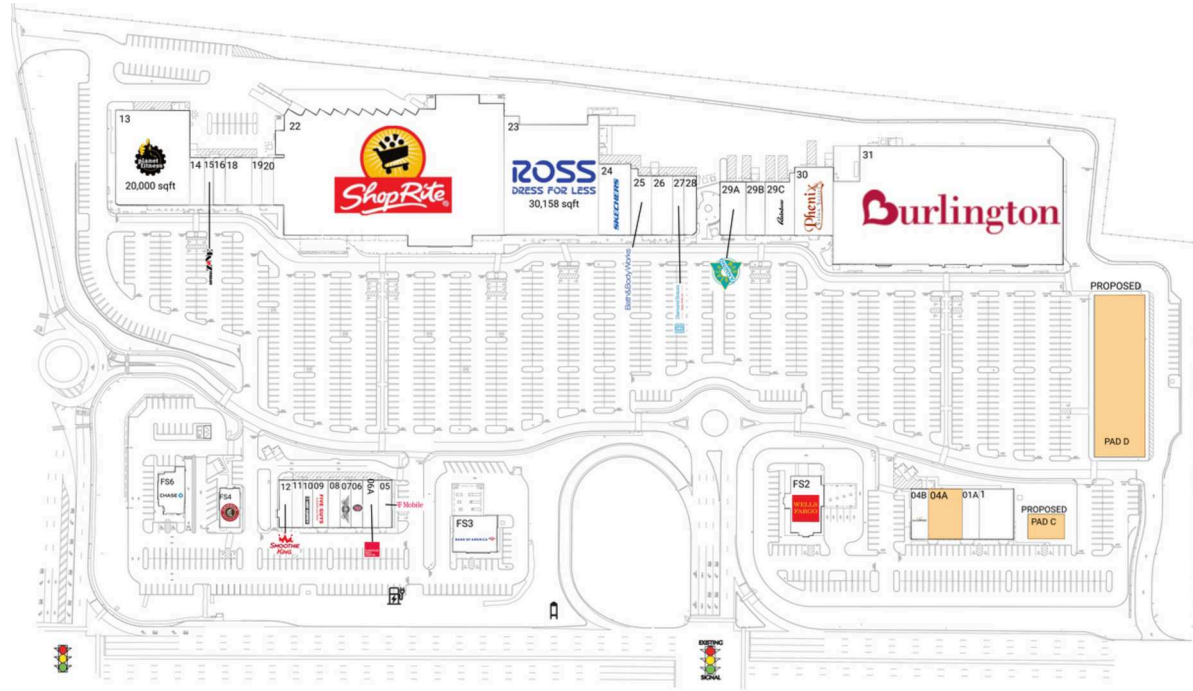 13
planet
fitness
20,000 sqft
14
15
16
18
19
20
22
ShopRite
23
ROSS
DRESS FOR LESS
30,158 sqft
24
SKECHERS
25
26
27
28
29A
29B
29C
Rainbow
30
Phenix
31
Burlington
Bath & Body Works
PROPOSED
PAD D
FS6
CHASE
FS4
12
11
10
09
08
07
06
06A
05
FIVE GUYS
T Mobile
SMOOTHIE
KING
FS3
BANK OF AMERICA
FS2
WELLS
FARGO
04B
04A
01A
1
PROPOSED
PAD C
EXISTING
SIGNAL